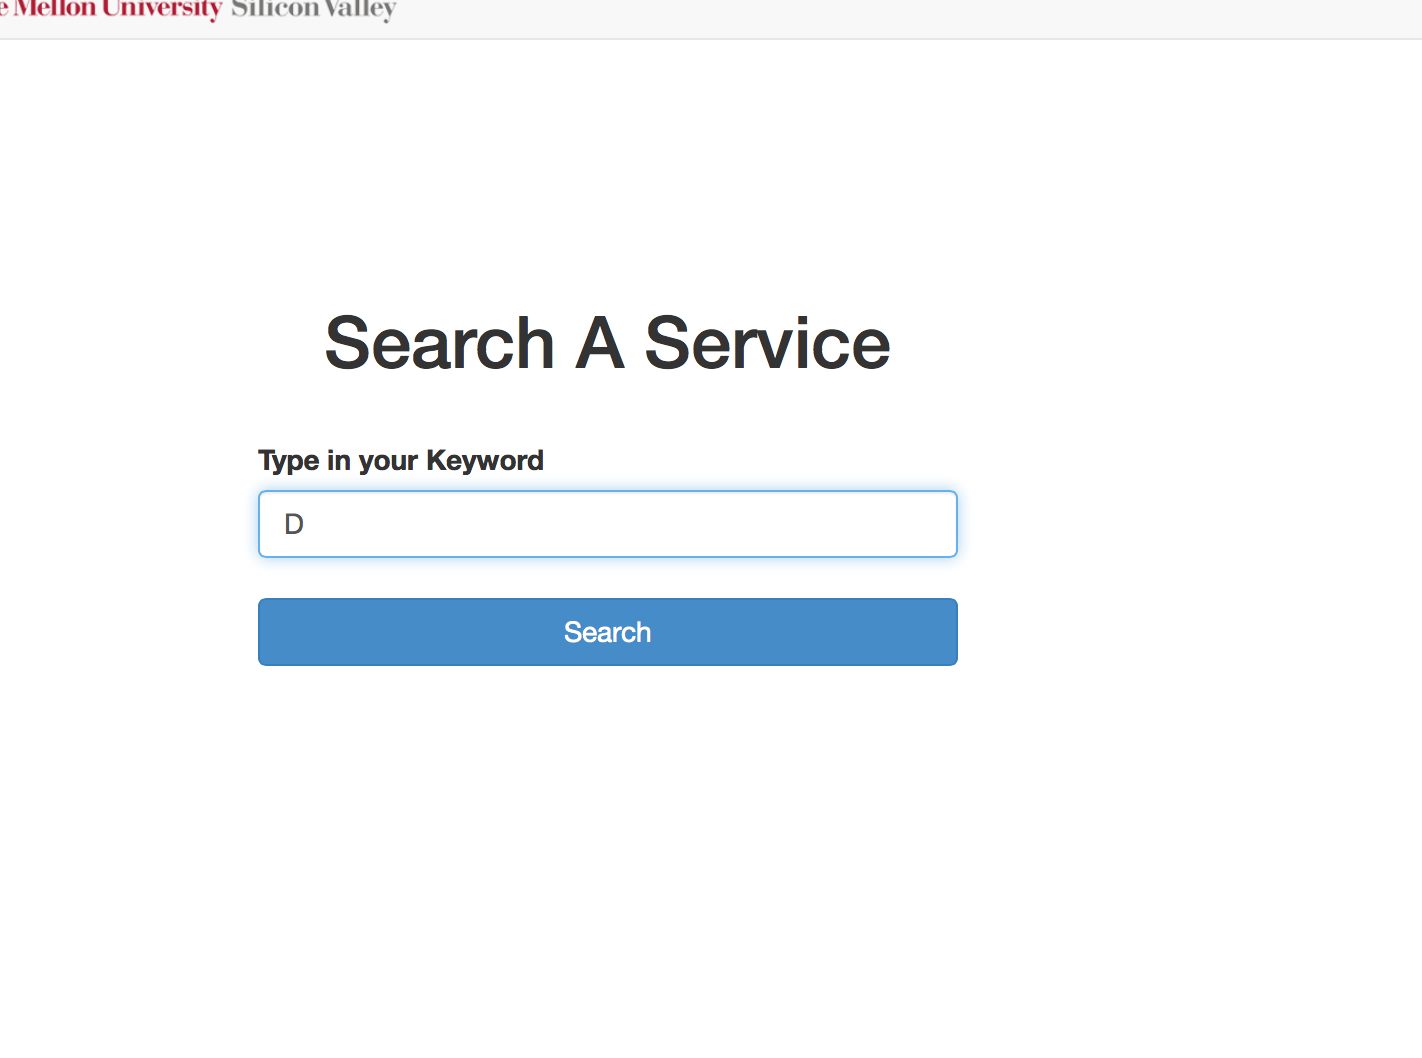 Mellon University Silicon Valley
Search A Service
Type in your Keyword
D
Search